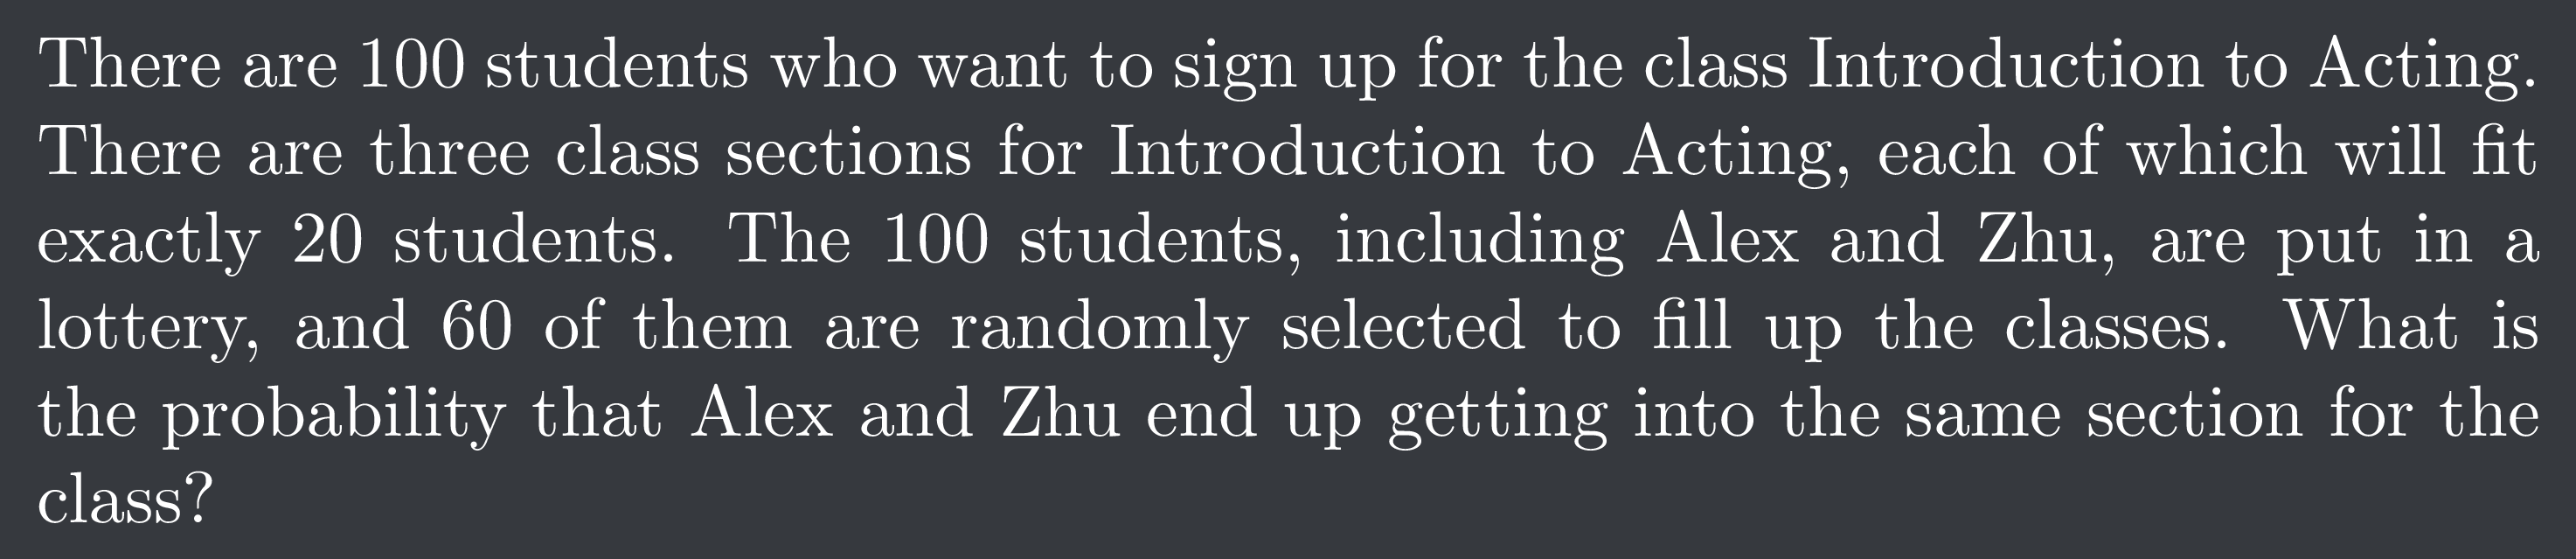 There are 100 students who want to sign up for the class Introduction to Acting.
There are three class sections for Introduction to Acting, each of which will fit
exactly 20 students. The 100 students, including Alex and Zhu, are put in a
lottery, and 60 of them are randomly selected to fill up the classes. What is
the probability that Alex and Zhu end up getting into the same section for the
class?